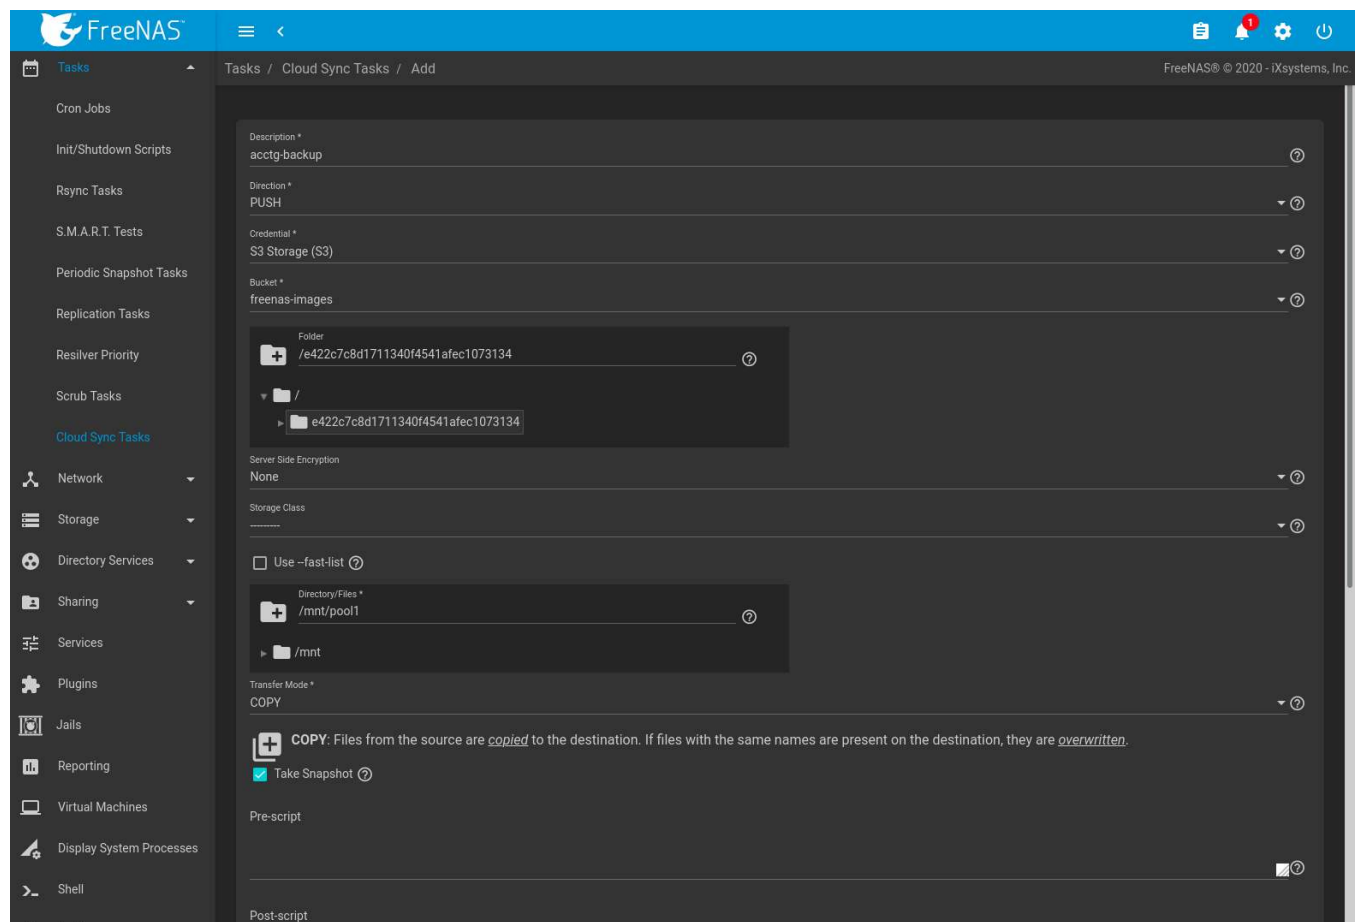 FreeNAS™
1
Tasks
Tasks / Cloud Sync Tasks / Add
FreeNAS® © 2020 - iXsystems, Inc.
Cron Jobs
Init/Shutdown Scripts
Rsync Tasks
S.M.A.R.T. Tests
Periodic Snapshot Tasks
Replication Tasks
Resilver Priority
Scrub Tasks
Cloud Sync Tasks
Network
Storage
Directory Services
Sharing
Services
Plugins
Jails
Reporting
Virtual Machines
Display System Processes
Shell
Description *
acctg-backup
Direction *
PUSH
Credential *
S3 Storage (S3)
Bucket *
freenas-images
Folder
/e422c7c8d1711340f4541afec1073134
/
e422c7c8d1711340f4541afec1073134
Server Side Encryption
None
Storage Class
---------
Use --fast-list
Directory/Files *
/mnt/pool1
/mnt
Transfer Mode *
COPY
COPY: Files from the source are copied to the destination. If files with the same names are present on the destination, they are overwritten.
Take Snapshot
Pre-script
Post-script